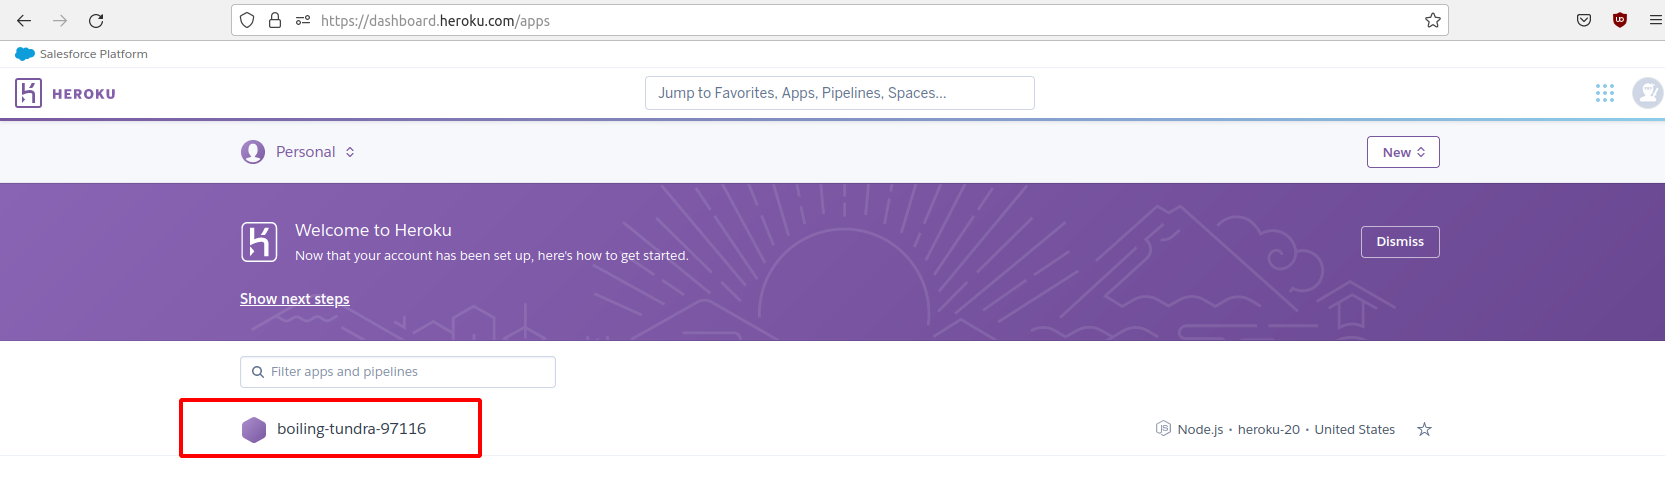 https://dashboard.heroku.com/apps
Salesforce Platform
HEROKU
Jump to Favorites, Apps, Pipelines, Spaces...
Personal
New
Welcome to Heroku
Now that your account has been set up, here's how to get started.
Dismiss
Show next steps
Filter apps and pipelines
boiling-tundra-97116
Node.js • heroku-20 • United States